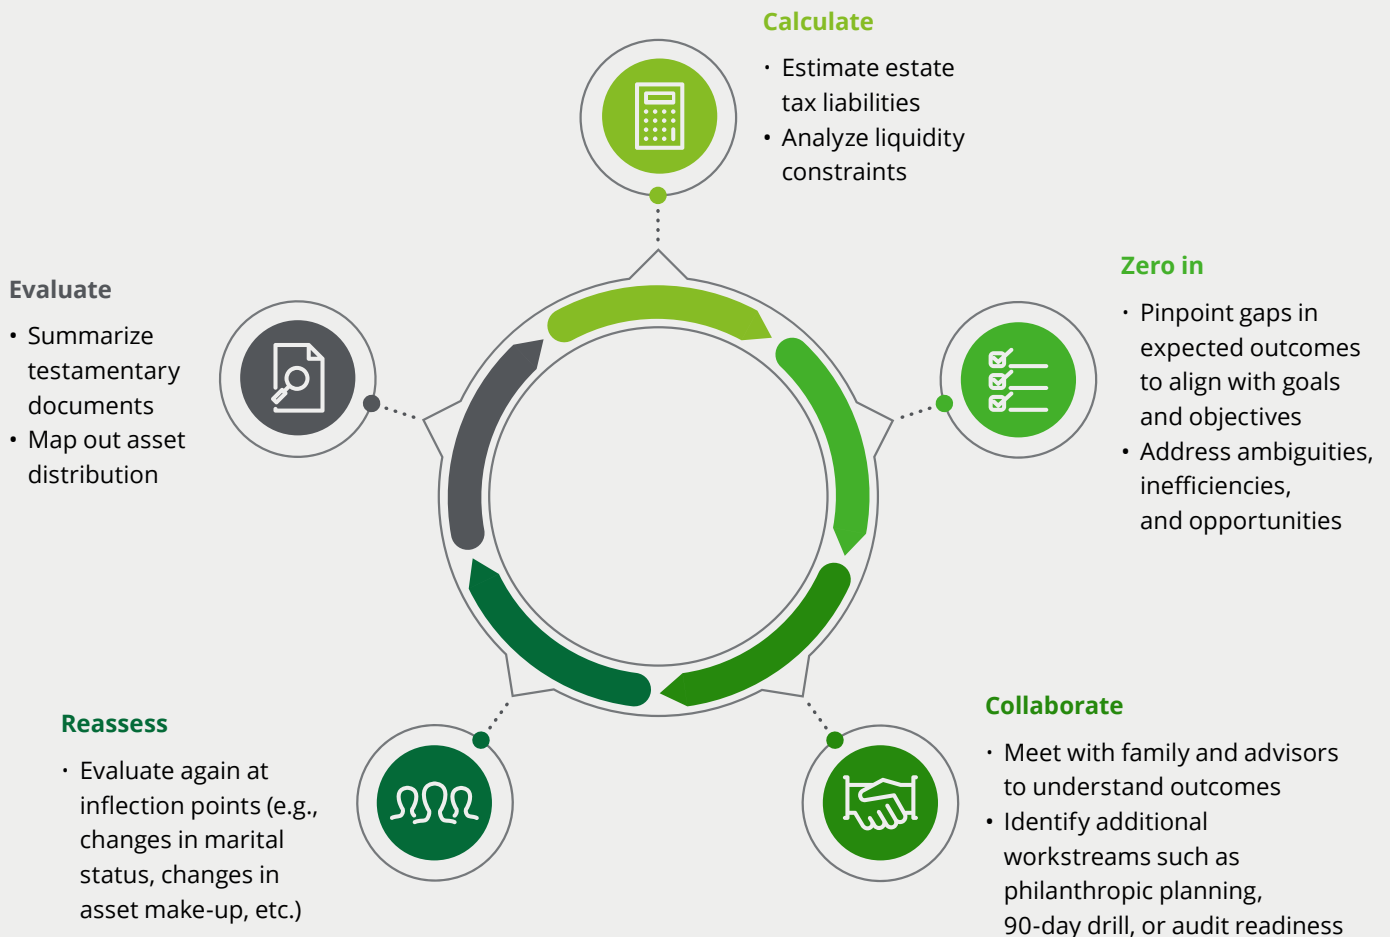 Calculate
· Estimate estate
tax liabilities
• Analyze liquidity
constraints
Zero in
· Pinpoint gaps in
expected outcomes
to align with goals
and objectives
• Address ambiguities,
inefficiencies,
and opportunities
Evaluate
• Summarize
testamentary
documents
• Map out asset
distribution
Collaborate
· Meet with family and advisors
to understand outcomes
• Identify additional
workstreams such as
philanthropic planning,
90-day drill, or audit readiness
Reassess
· Evaluate again at
inflection points (e.g.,
changes in marital
status, changes in
asset make-up, etc.)